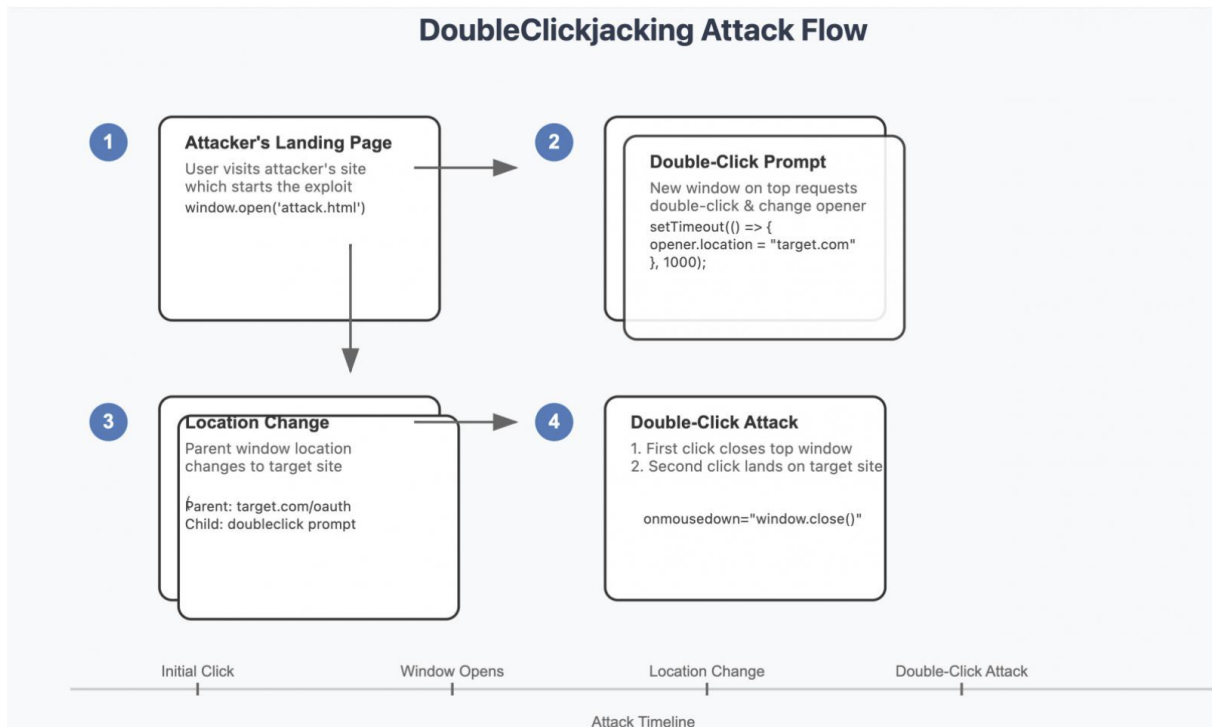 DoubleClickjacking Attack Flow
1
Attacker's Landing Page
User visits attacker's site
which starts the exploit
window.open('attack.html')
2
Double-Click Prompt
New window on top requests
double-click & change opener
setTimeout(() => {
opener.location = "target.com"
}, 1000);
3
Location Change
Parent window location
changes to target site
Parent: target.com/oauth
Child: doubleclick prompt
4
Double-Click Attack
1. First click closes top window
2. Second click lands on target site
onmousedown="window.close()"
Initial Click
Window Opens
Location Change
Double-Click Attack
Attack Timeline